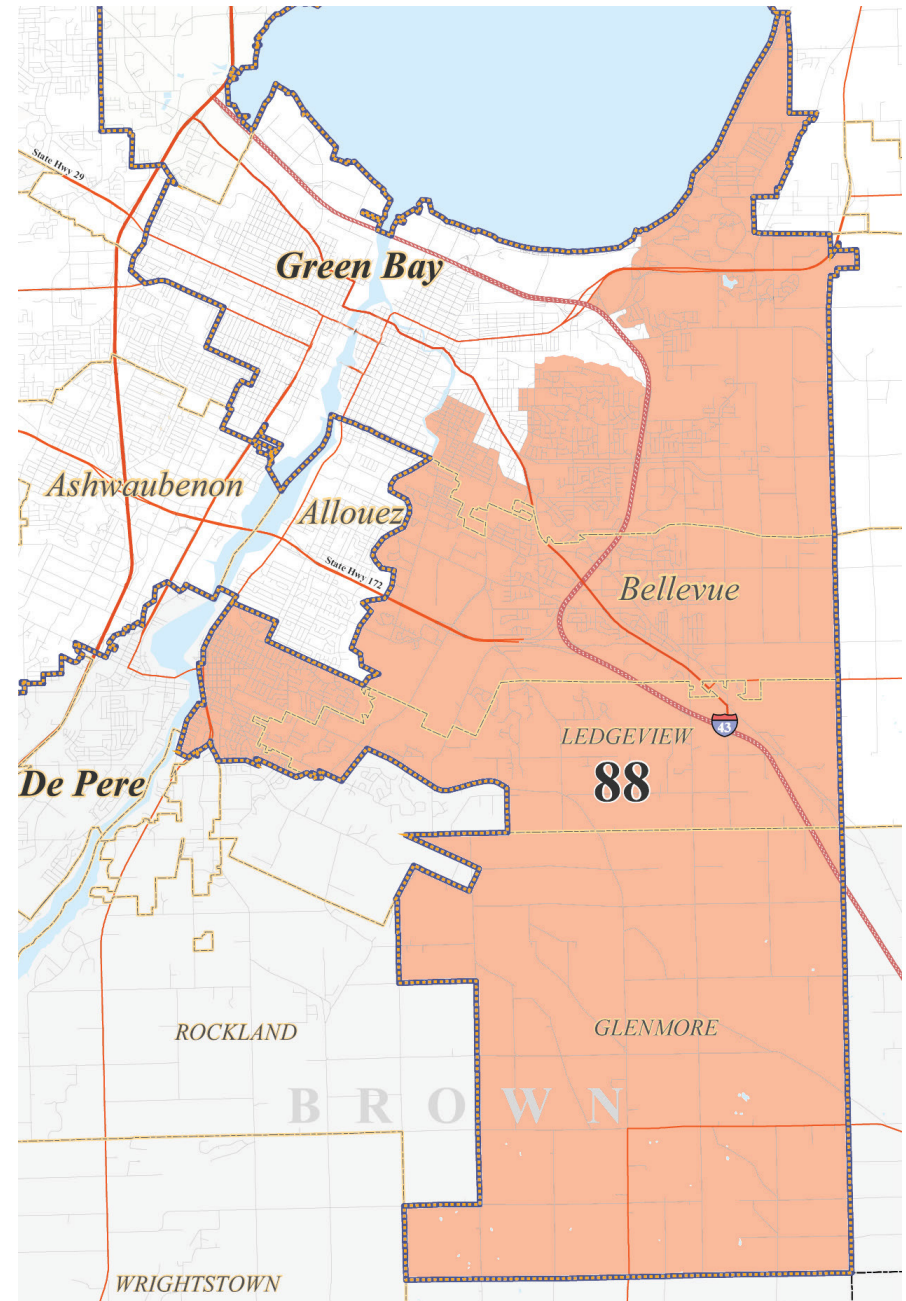 State Hwy 29
Green Bay
Ashwaubenon
Allouez
State Hwy 172
Bellevue
43
LEDGEVIEW
88
De Pere
ROCKLAND
GLENMORE
BROWN
WRIGHTSTOWN